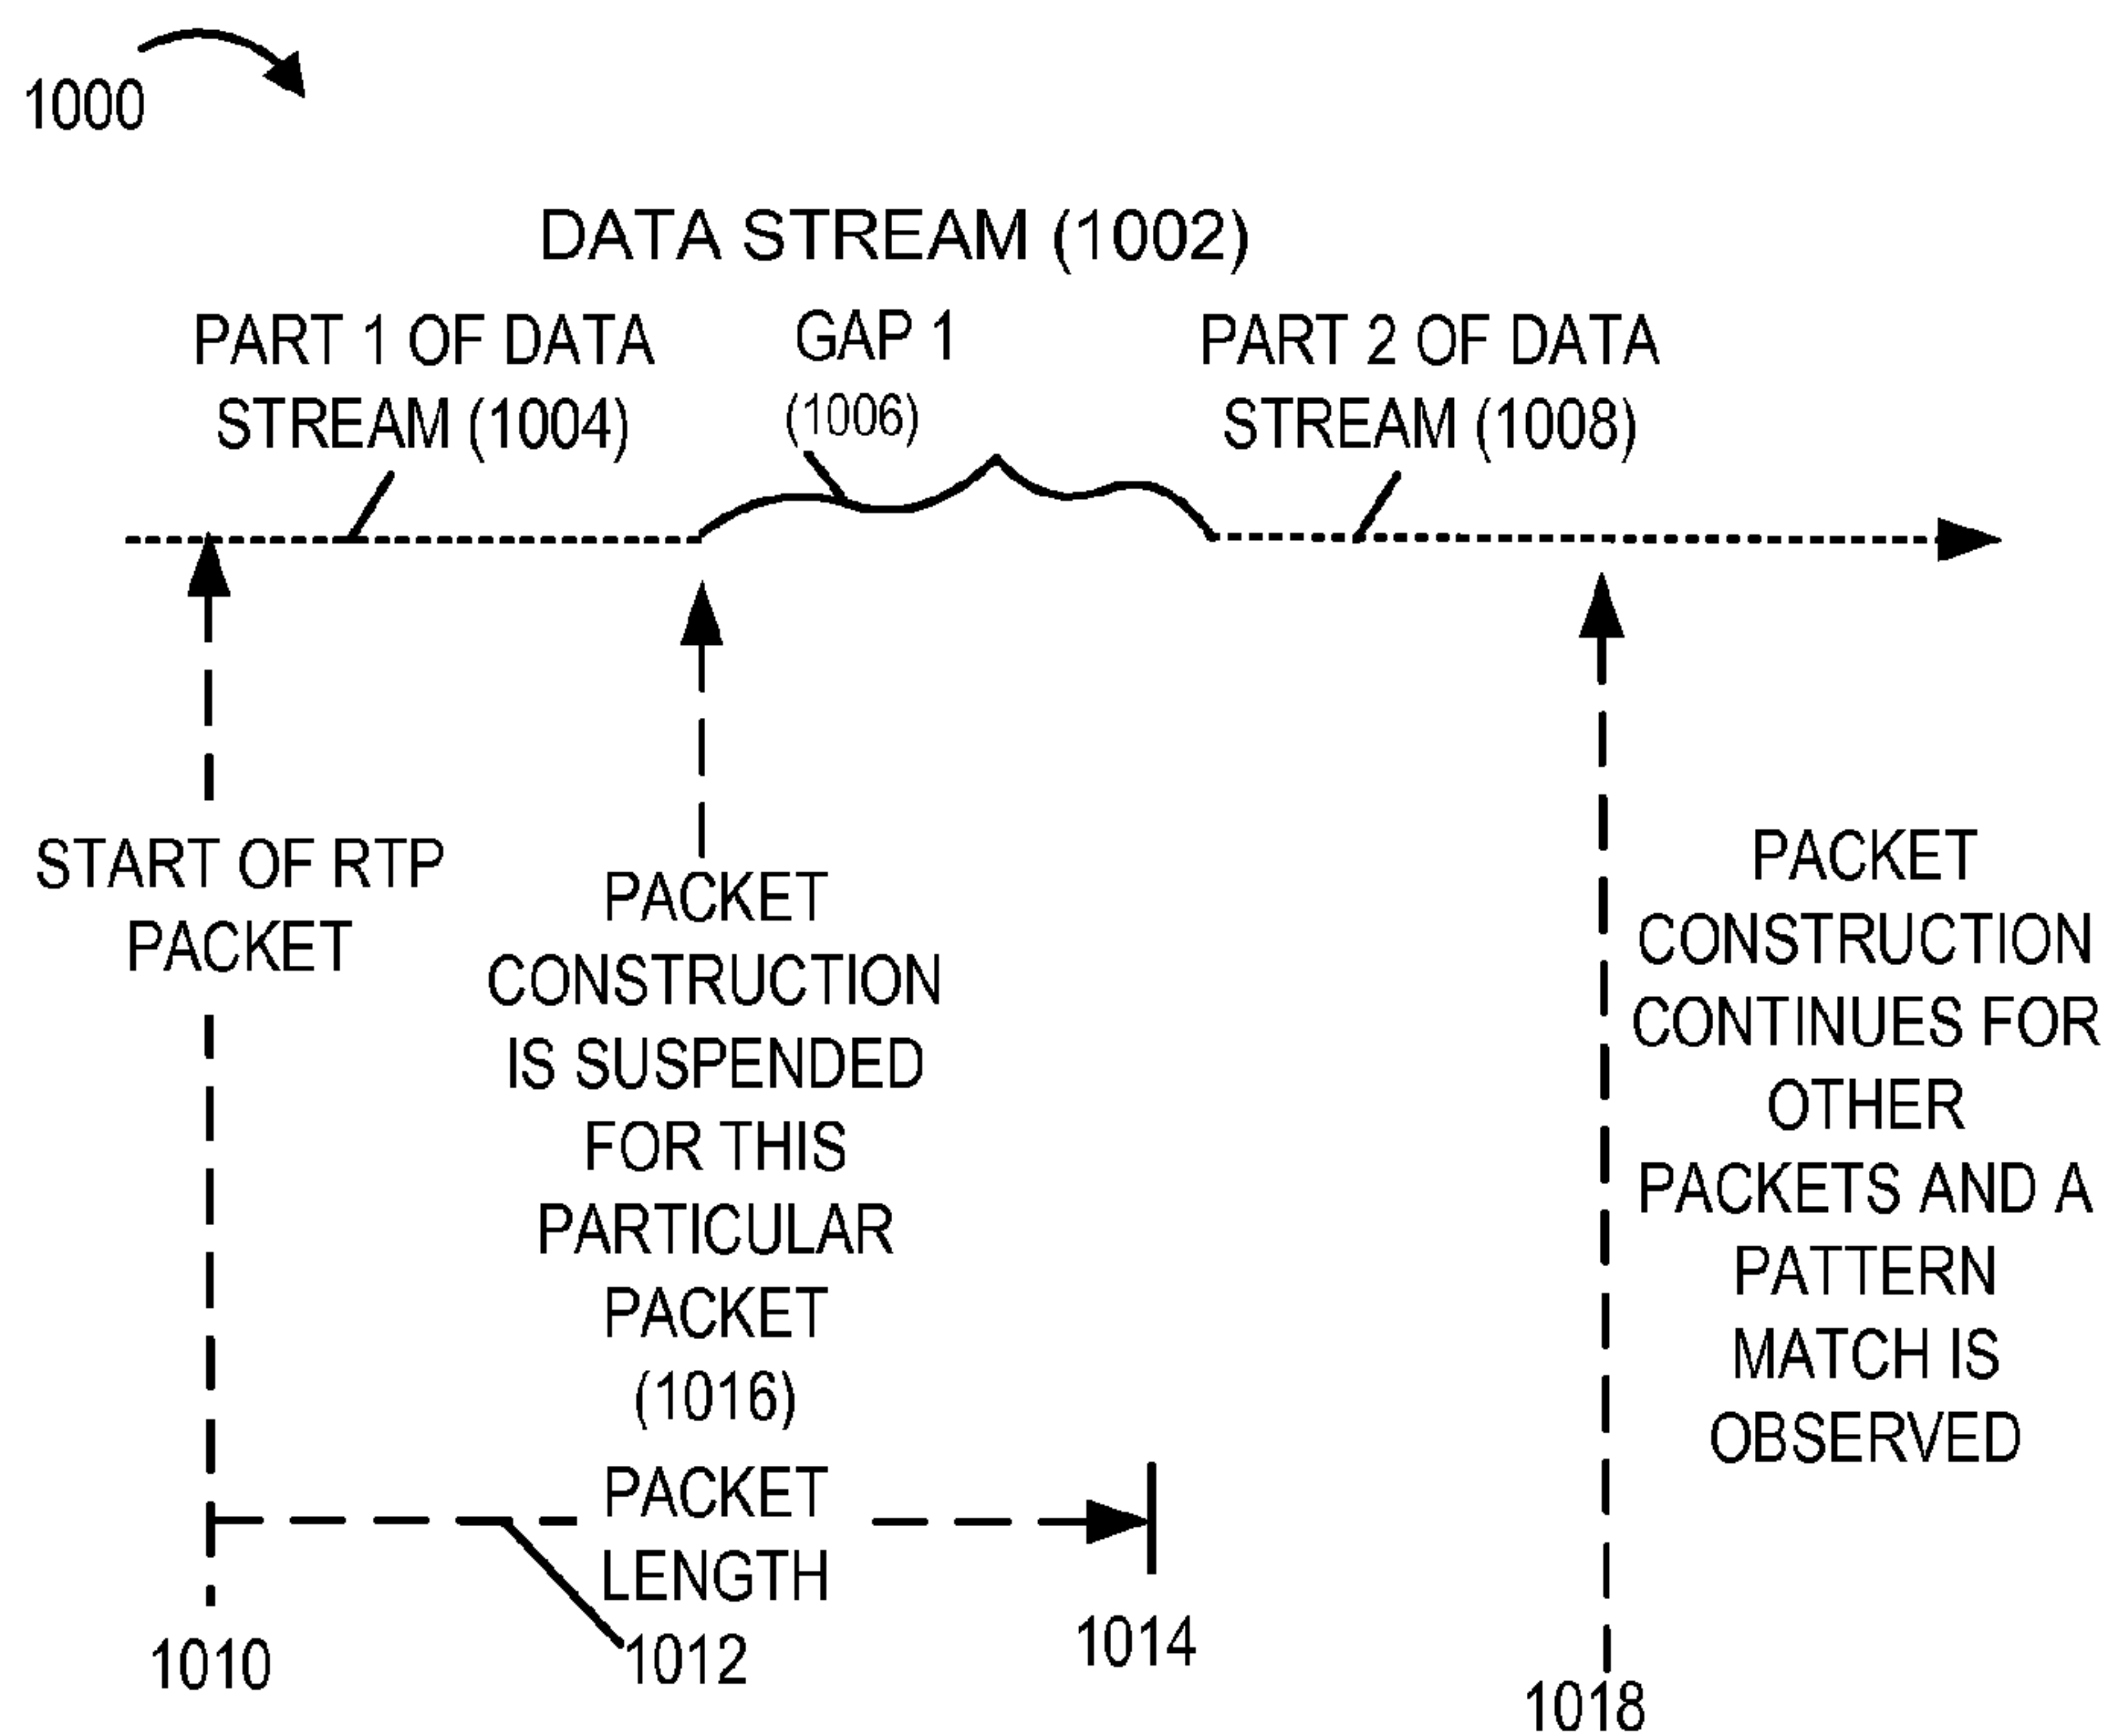 1000
DATA STREAM (1002)
PART 1 OF DATA
STREAM (1004)
GAP 1
(1006)
PART 2 OF DATA
STREAM (1008)
START OF RTP
PACKET
PACKET
CONSTRUCTION
IS SUSPENDED
FOR THIS
PARTICULAR
PACKET
(1016)
PACKET
CONSTRUCTION
CONTINUES FOR
OTHER
PACKETS AND A
PATTERN
MATCH IS
OBSERVED
PACKET
LENGTH
1010
1012
1014
1018